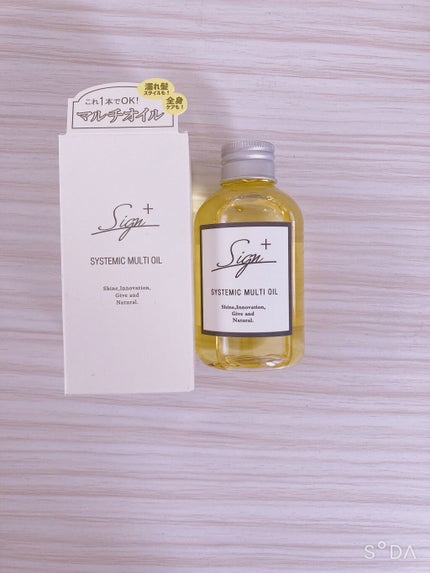 濡れ髪
スタイルも!
全身
ケアも!
これ1本でOK!
マルチオイル
Sign+
SYSTEMIC MULTI OIL
Shine,Innovation,
Give and
Natural.
Sign+
SYSTEMIC MULTI OIL
Shine,Innovation,
Give and
Natural.
SODA